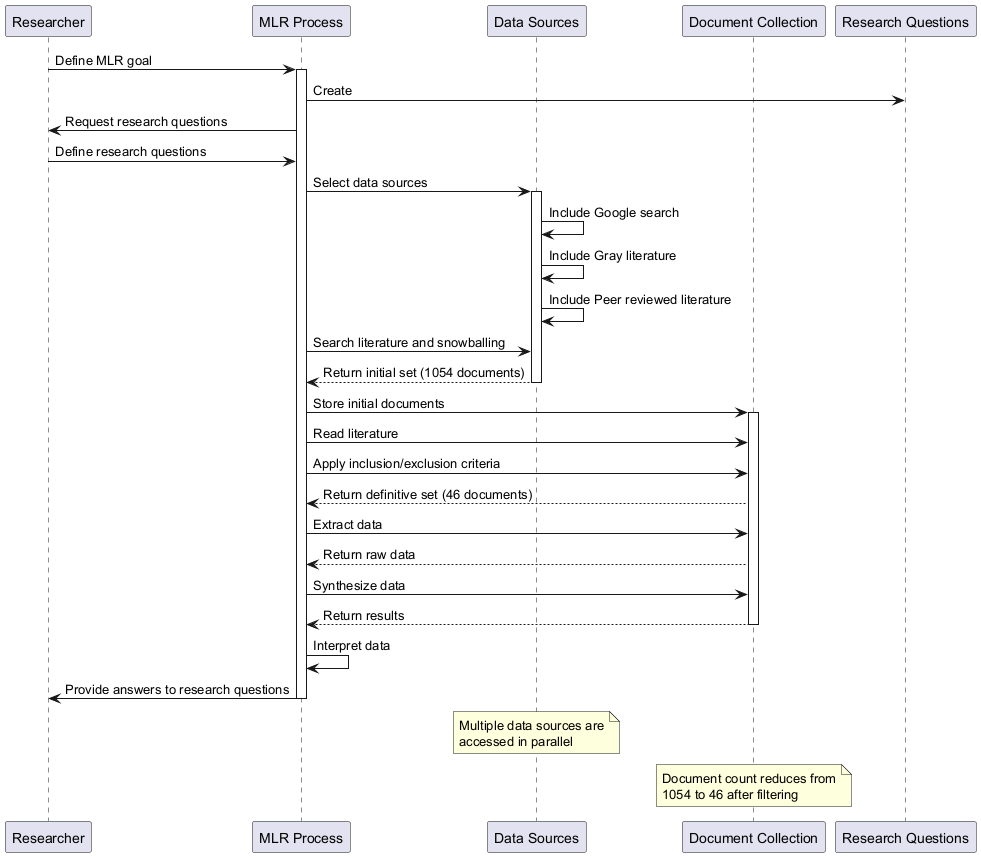 Researcher
MLR Process
Data Sources
Document Collection
Research Questions
Define MLR goal
Create
Request research questions
Define research questions
Select data sources
Include Google search
Include Gray literature
Include Peer reviewed literature
Search literature and snowballing
Return initial set (1054 documents)
Store initial documents
Read literature
Apply inclusion/exclusion criteria
Return definitive set (46 documents)
Extract data
Return raw data
Synthesize data
Return results
Interpret data
Provide answers to research questions
Multiple data sources are
accessed in parallel
Document count reduces from
1054 to 46 after filtering
Researcher
MLR Process
Data Sources
Document Collection
Research Questions